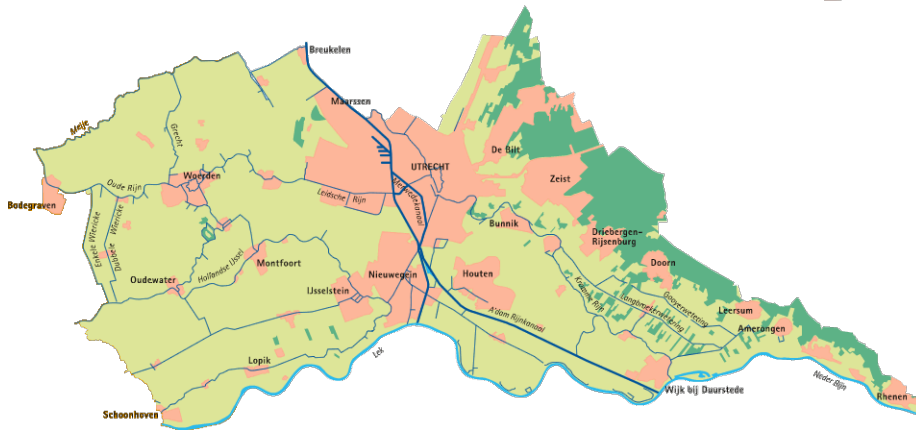 Breukelen
Maarssen
Meije
Grecht
UTRECHT
De Bilt
Woerden
Zeist
Oude Rijn
Leidsche Rijn
Merwedekanaal
Bodegraven
Enkele Wiericke
Dubbele Wiericke
Bunnik
Driebergen-
Rijsenburg
Montfoort
Hollandse IJssel
Oudewater
Nieuwegein
Houten
Doorn
IJsselstein
Kromme Rijn
Langbroekerwetering
Gooyerwetering
Leersum
A'dam Rijnkanaal
Amerongen
Lopik
Lek
Neder Rijn
Wijk bij Duurstede
Rhenen
Schoonhoven